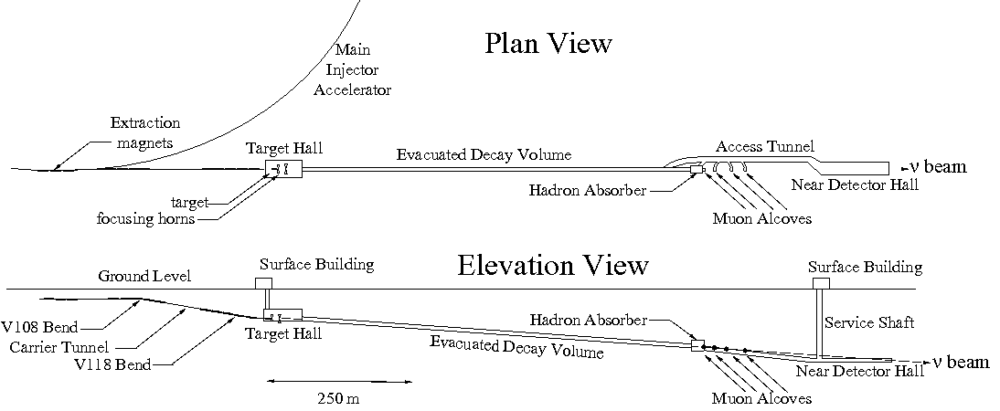 Plan View
Main
Injector
Accelerator
Extraction
magnets
Target Hall
Evacuated Decay Volume
Access Tunnel
ν beam
target
focusing horns
Hadron Absorber
Near Detector Hall
Muon Alcoves
Elevation View
Ground Level
Surface Building
Surface Building
V108 Bend
Carrier Tunnel
V118 Bend
Target Hall
Hadron Absorber
Evacuated Decay Volume
Service Shaft
Near Detector Hall
ν beam
Muon Alcoves
250 m